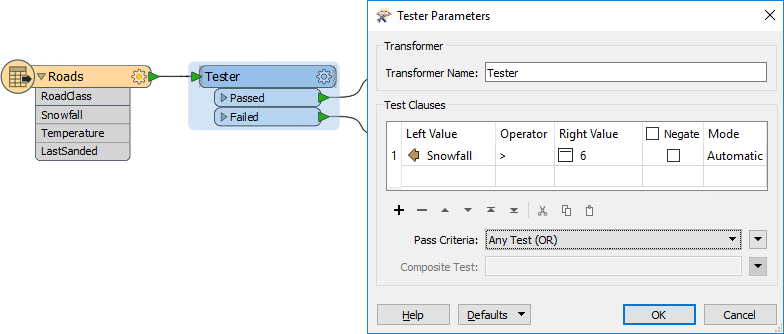 Roads
RoadClass
Snowfall
Temperature
LastSanded
Tester
Passed
Failed
Tester Parameters
Transformer
Transformer Name: Tester
Test Clauses
Left Value Operator Right Value Negate Mode
1 Snowfall > 6 Automatic
Pass Criteria: Any Test (OR)
Composite Test:
Help Defaults OK Cancel